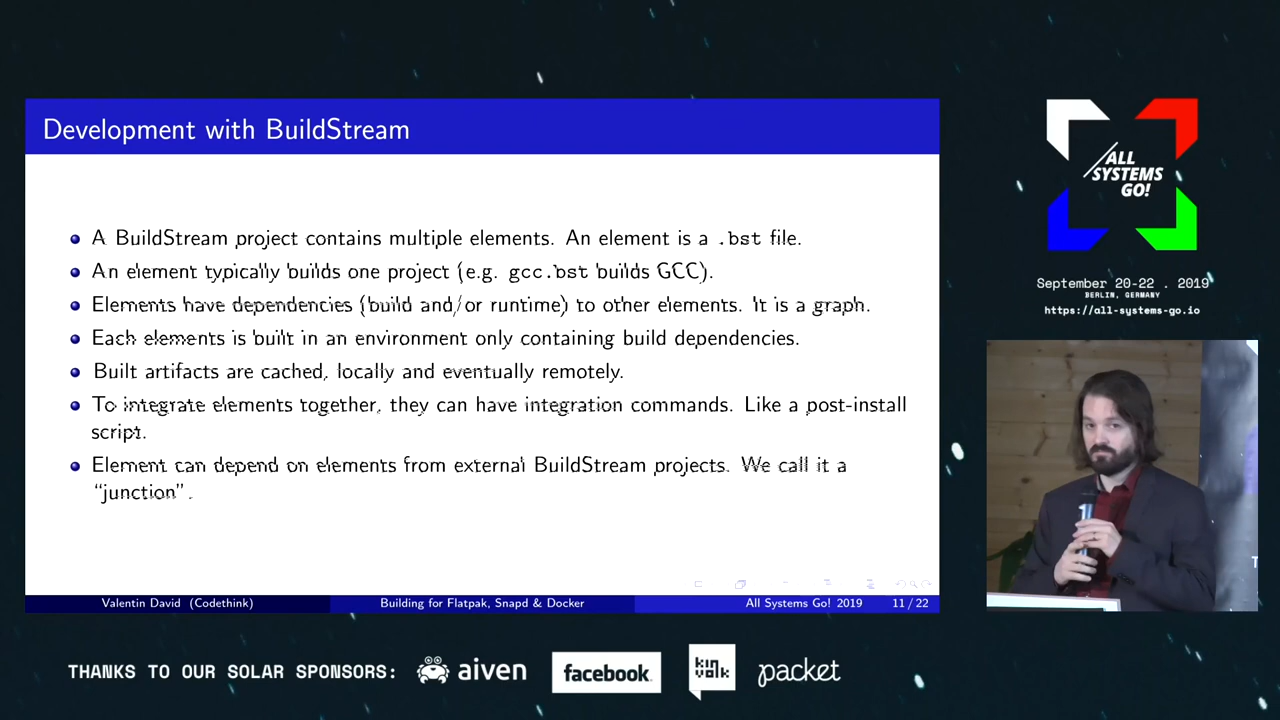 Development with BuildStream
A BuildStream project contains multiple elements. An element is a .bst file.
An element typically builds one project (e.g. gcc.bst builds GCC).
Elements have dependencies (build and/or runtime) to other elements. It is a graph.
Each elements is built in an environment only containing build dependencies.
Built artifacts are cached, locally and eventually remotely.
To integrate elements together, they can have integration commands. Like a post-install
script.
Element can depend on elements from external BuildStream projects. We call it a
“junction”.
Valentin David (Codethink)
Building for Flatpak, Snapd & Docker
All Systems Go! 2019
11 / 22
ALL
SYSTEMS
GO!
September 20-22 . 2019
BERLIN, GERMANY
https://all-systems-go.io
THANKS TO OUR SOLAR SPONSORS:
aiven
facebook.
kinvolk
packet